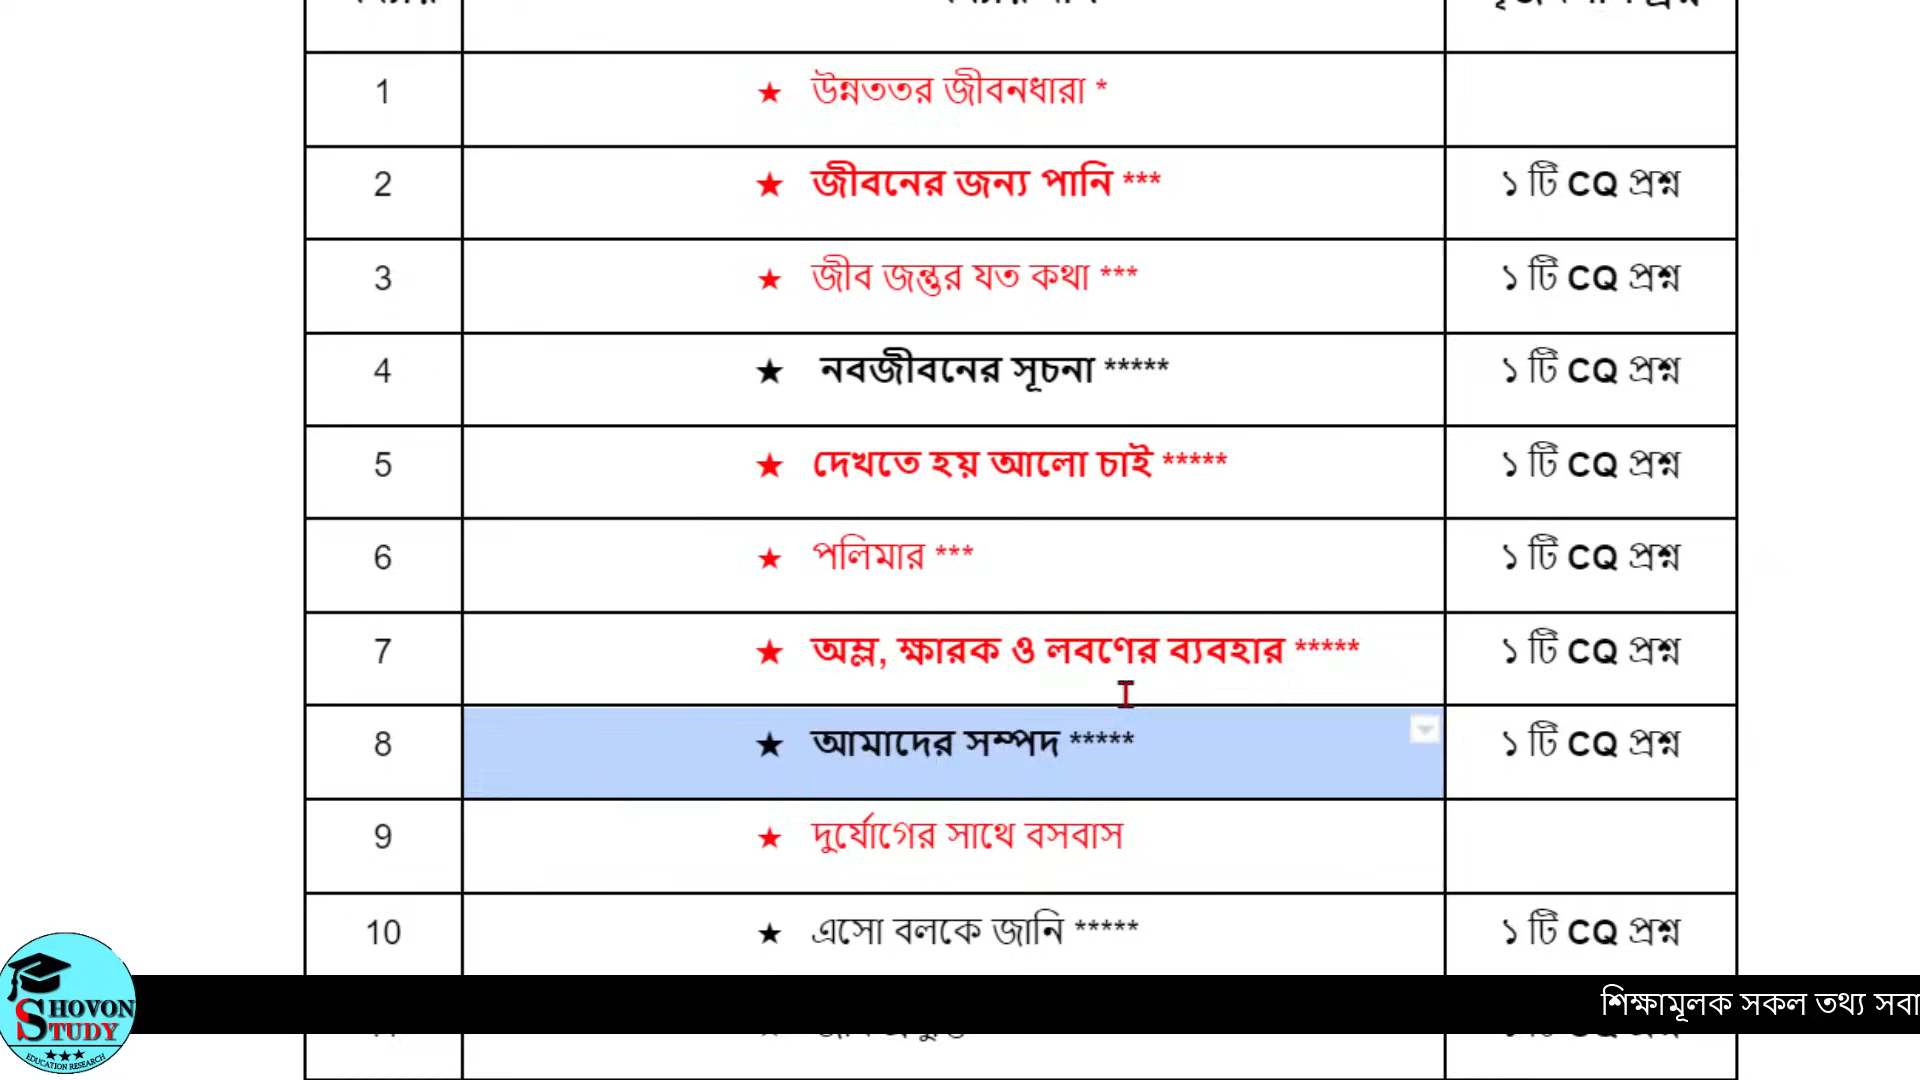 1 ★ উন্নততর জীবনধারা *
2 ★ জীবনের জন্য পানি *** ১ টি CQ প্রশ্ন
3 ★ জীব জন্তুর যত কথা *** ১ টি CQ প্রশ্ন
4 ★ নবজীবনের সূচনা ***** ১ টি CQ প্রশ্ন
5 ★ দেখতে হয় আলো চাই ***** ১ টি CQ প্রশ্ন
6 ★ পলিমার *** ১ টি CQ প্রশ্ন
7 ★ অম্ল, ক্ষারক ও লবণের ব্যবহার ***** ১ টি CQ প্রশ্ন
8 ★ আমাদের সম্পদ ***** ১ টি CQ প্রশ্ন
9 ★ দুর্যোগের সাথে বসবাস
10 ★ এসো বলকে জানি ***** ১ টি CQ প্রশ্ন
শিক্ষামূলক সকল তথ্য
SHOVON
STUDY
EDUCATION RESEARCH